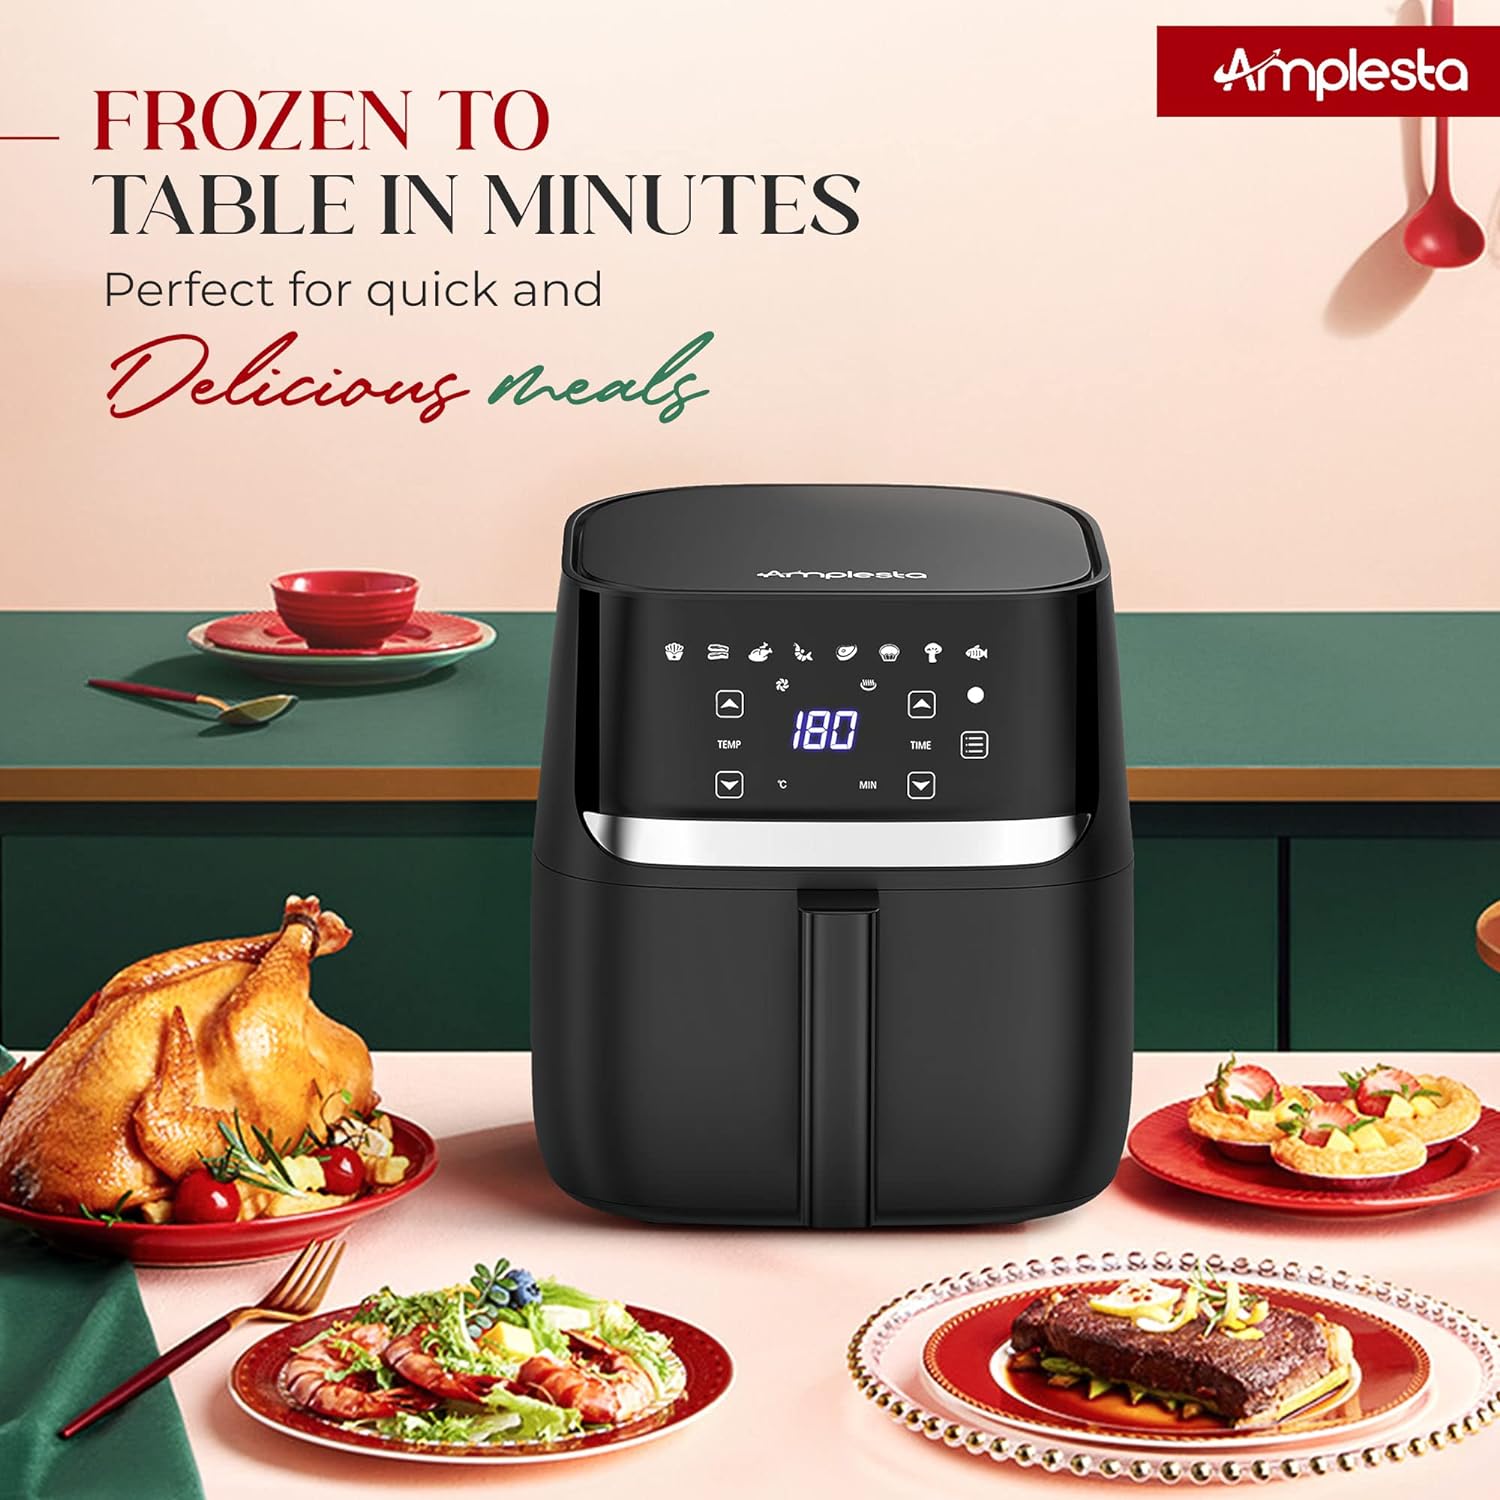 Amplesta
FROZEN TO
TABLE IN MINUTES
Perfect for quick and
Delicious meals
Amplesta
180
TEMP
TIME
°C
MIN